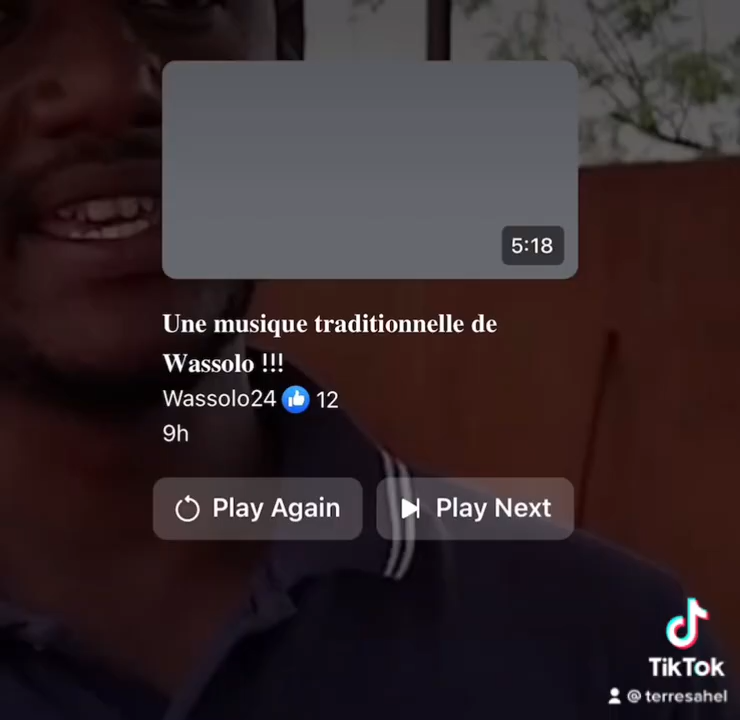 5:18
Une musique traditionnelle de
Wassolo !!!
Wassolo24 12
9h
Play Again
Play Next
TikTok
@ terresahel